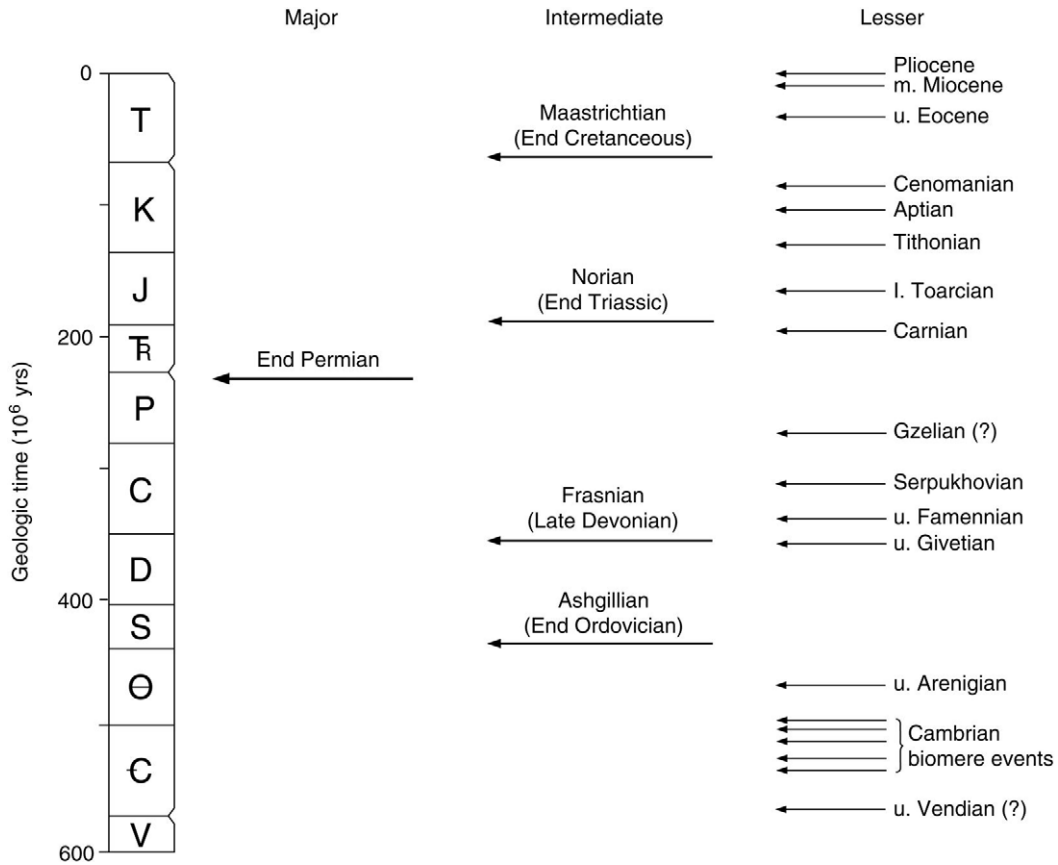 Major
Intermediate
Lesser
0
200
400
600
Geologic time (10⁶ yrs)
T
K
J
TR
P
C
D
S
O
C
V
End Permian
Maastrichtian
(End Cretanceous)
Norian
(End Triassic)
Frasnian
(Late Devonian)
Ashgillian
(End Ordovician)
Pliocene
m. Miocene
u. Eocene
Cenomanian
Aptian
Tithonian
l. Toarcian
Carnian
Gzelian (?)
Serpukhovian
u. Famennian
u. Givetian
u. Arenigian
Cambrian
biomere events
u. Vendian (?)